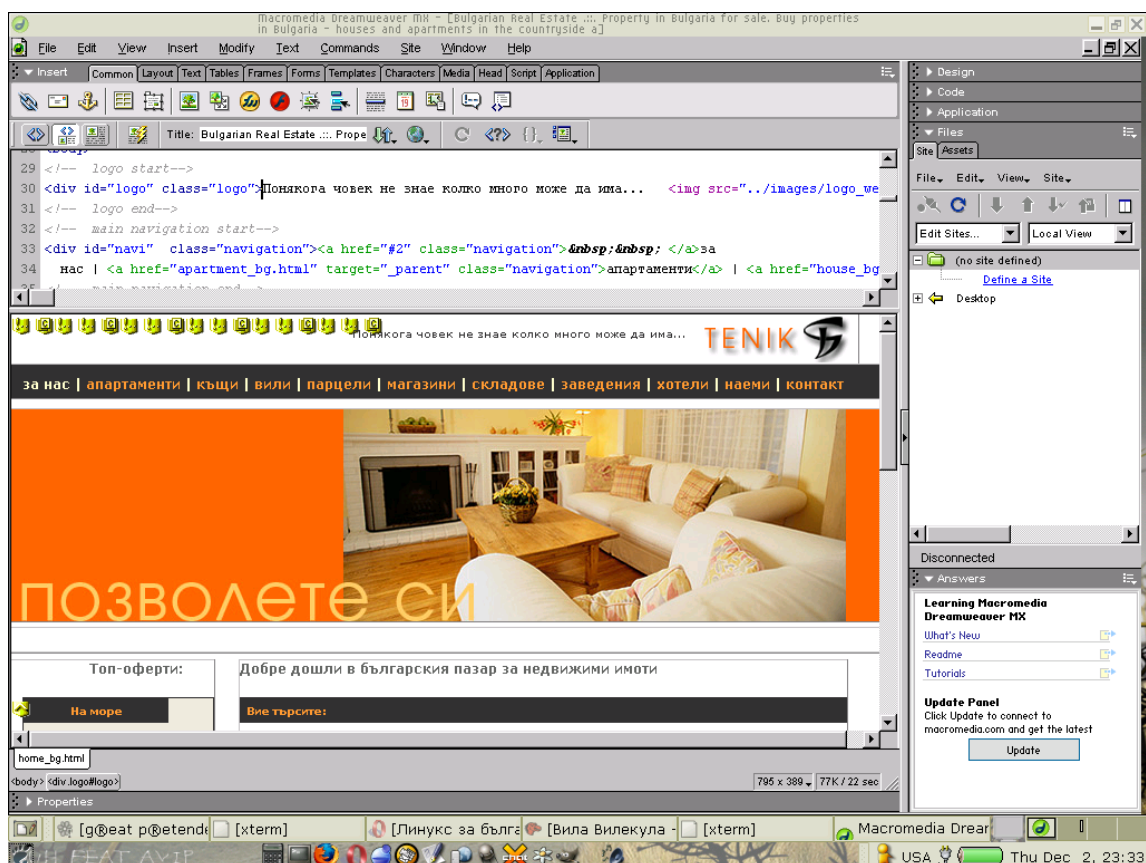 Macromedia Dreamweaver MX - [Bulgarian Real Estate .::. Property in Bulgaria for sale. Buy properties
in Bulgaria - houses and apartments in the countryside a]
File Edit View Insert Modify Text Commands Site Window Help
Insert Common Layout Text Tables Frames Forms Templates Characters Media Head Script Application
Title: Bulgarian Real Estate .::. Prope
29 <!-- logo start-->
30 <div id="logo" class="logo">Понякога човек не знае колко много може да има... <img src="../images/logo_we
31 <!-- logo end-->
32 <!-- main navigation start-->
33 <div id="navi" class="navigation"><a href="#2" class="navigation">&nbsp;&nbsp; </a>за
34 нас | <a href="apartment_bg.html" target="_parent" class="navigation">апартаменти</a> | <a href="house_bg
35 <!-- main navigation end-->
Понякога човек не знае колко много може да има... TENIK
за нас | апартаменти | къщи | вили | парцели | магазини | складове | заведения | хотели | наеми | контакт
позволете си
Топ-оферти:
Добре дошли в българския пазар за недвижими имоти
На море
Вие търсите:
home_bg.html
<body> <div.logo#logo>
795 x 389 77K / 22 sec
Properties
Design
Code
Application
Files
Site Assets
File Edit View Site
Edit Sites... Local View
(no site defined)
Define a Site
Desktop
Disconnected
Answers
Learning Macromedia
Dreamweaver MX
What's New
Readme
Tutorials
Update Panel
Click Update to connect to
macromedia.com and get the latest
Update
[g®eat p®etende [xterm] [Линукс за бълга [Вила Вилекула - [xterm] Macromedia Drear
USA Thu Dec 2, 23:33